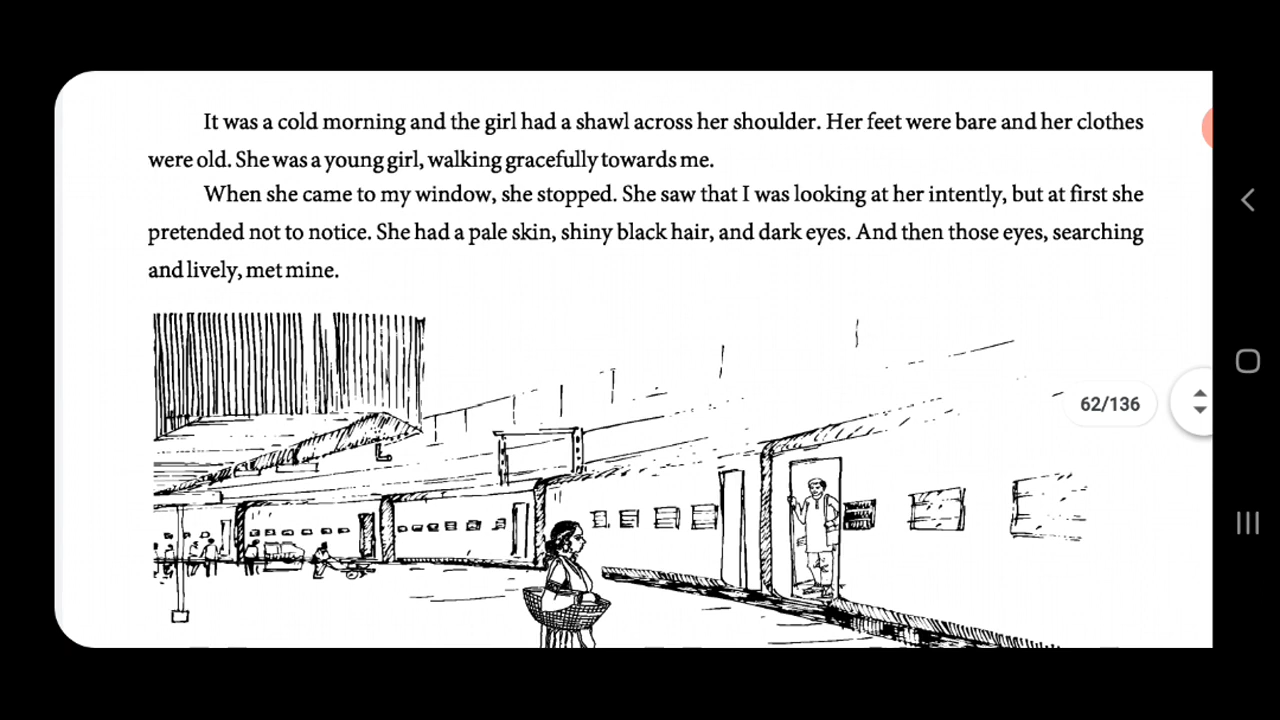 It was a cold morning and the girl had a shawl across her shoulder. Her feet were bare and her clothes
were old. She was a young girl, walking gracefully towards me.
When she came to my window, she stopped. She saw that I was looking at her intently, but at first she
pretended not to notice. She had a pale skin, shiny black hair, and dark eyes. And then those eyes, searching
and lively, met mine.
62/136